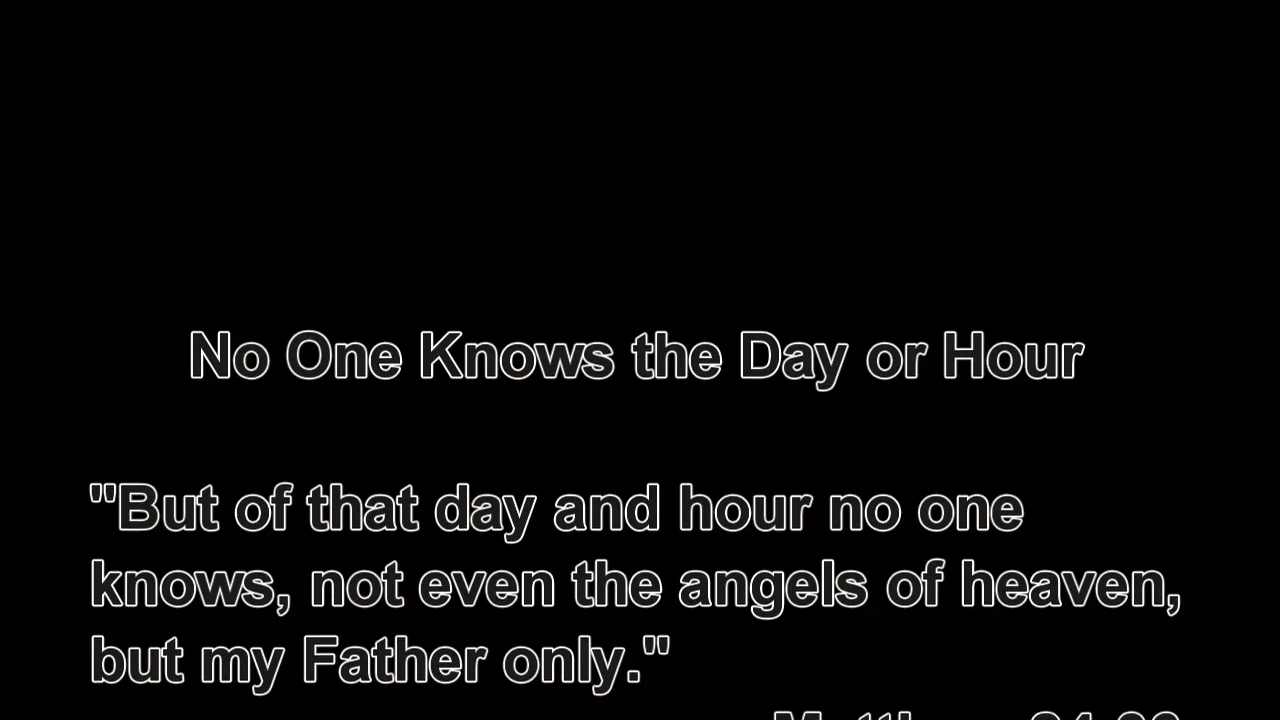 No One Knows the Day or Hour
"But of that day and hour no one
knows, not even the angels of heaven,
but my Father only."